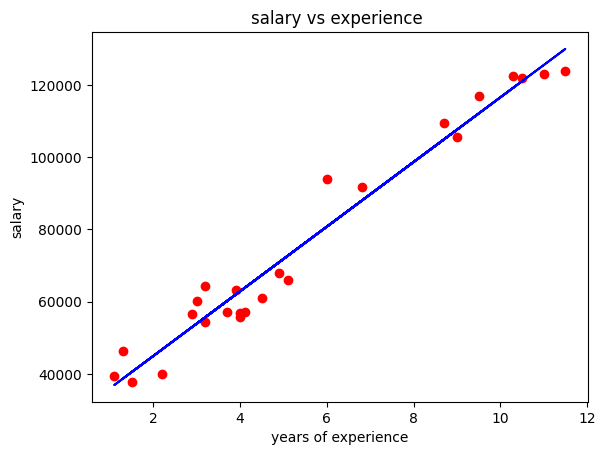 salary vs experience
120000
100000
80000
60000
40000
salary
2 4 6 8 10 12
years of experience